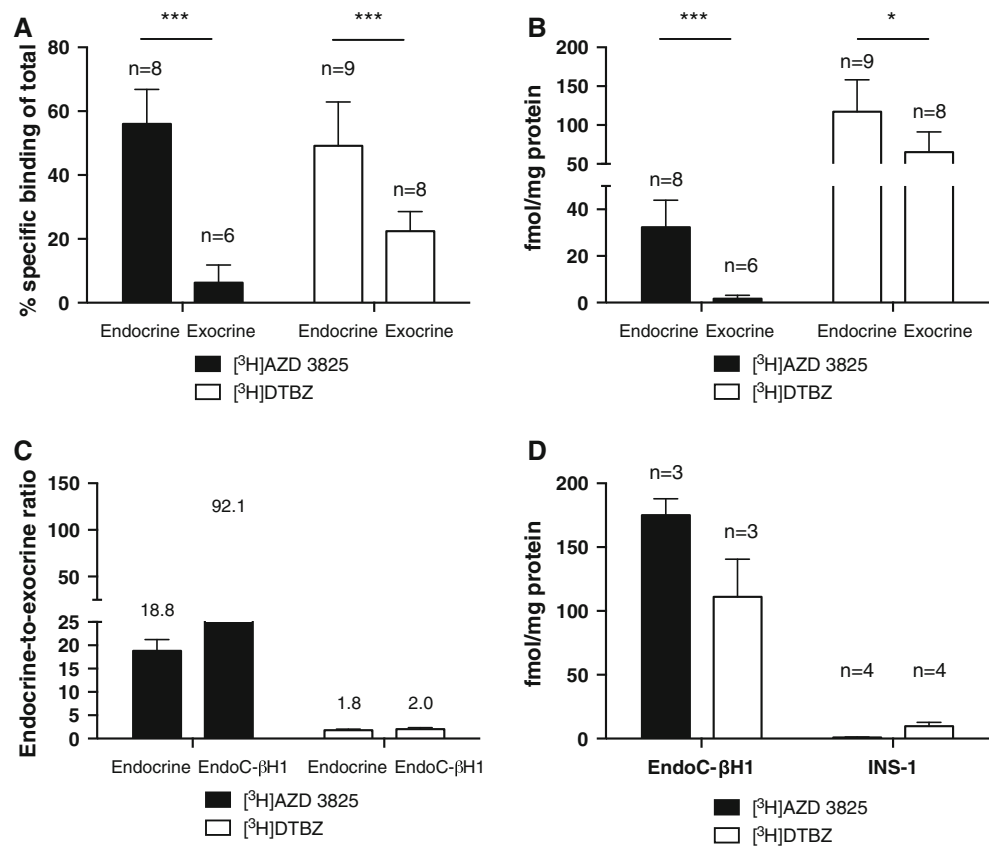 A
***
***
% specific binding of total
80
60
40
20
0
n=8
n=6
n=9
n=8
Endocrine Exocrine
Endocrine Exocrine
[³H]AZD 3825
[³H]DTBZ
B
***
*
fmol/mg protein
200
150
100
50
40
20
0
n=8
n=6
n=9
n=8
Endocrine Exocrine
Endocrine Exocrine
[³H]AZD 3825
[³H]DTBZ
C
Endocrine-to-exocrine ratio
150
100
50
25
20
15
10
5
0
18.8
92.1
1.8
2.0
Endocrine EndoC-βH1
Endocrine EndoC-βH1
[³H]AZD 3825
[³H]DTBZ
D
fmol/mg protein
200
150
100
50
0
n=3
n=3
n=4
n=4
EndoC-βH1
INS-1
[³H]AZD 3825
[³H]DTBZ